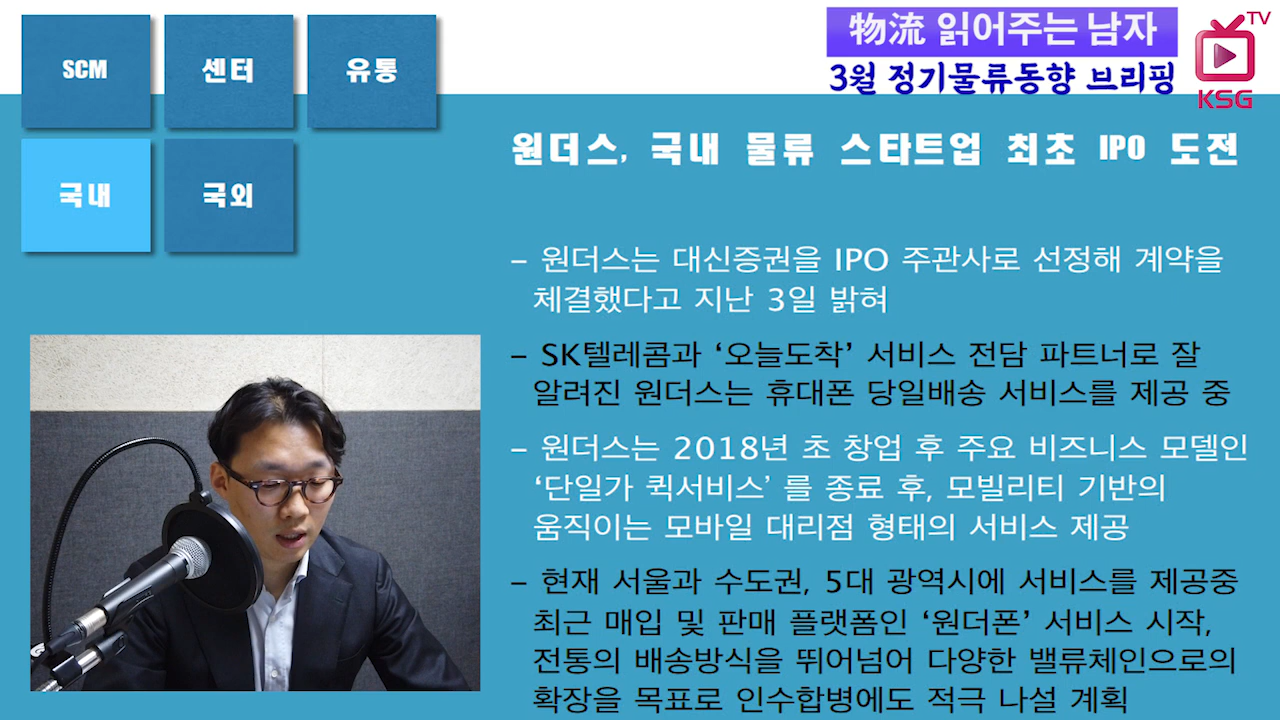 SCM
센터
유통
국내
국외
物流 읽어주는 남자
3월 정기물류동향 브리핑
TV
KSG
원더스, 국내 물류 스타트업 최초 IPO 도전
– 원더스는 대신증권을 IPO 주관사로 선정해 계약을
체결했다고 지난 3일 밝혀
– SK텔레콤과 ‘오늘도착’ 서비스 전담 파트너로 잘
알려진 원더스는 휴대폰 당일배송 서비스를 제공 중
– 원더스는 2018년 초 창업 후 주요 비즈니스 모델인
‘단일가 퀵서비스’ 를 종료 후, 모빌리티 기반의
움직이는 모바일 대리점 형태의 서비스 제공
– 현재 서울과 수도권, 5대 광역시에 서비스를 제공중
최근 매입 및 판매 플랫폼인 ‘원더폰’ 서비스 시작,
전통의 배송방식을 뛰어넘어 다양한 밸류체인으로의
확장을 목표로 인수합병에도 적극 나설 계획